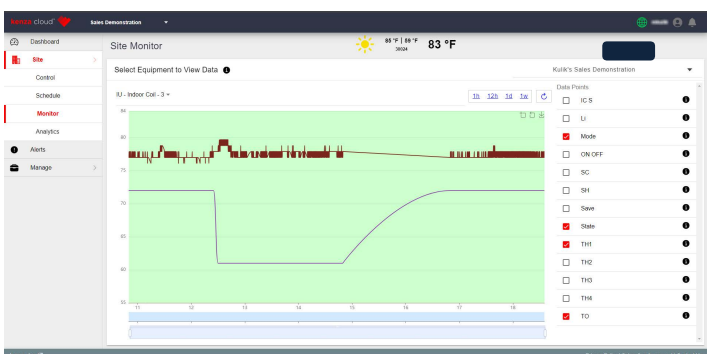 cloud
Sales Demonstration
Dashboard
Site
Control
Schedule
Monitor
Analytics
Alerts
Manage
Site Monitor
85 °F | 89 °F
30024
83 °F
Select Equipment to View Data
Kulik's Sales Demonstration
IU - Indoor Coil - 3
1h 12h 1d 1w
84
80
75
70
65
60
55
11 12 13 14 15 16 17 18
Data Points
IC S
Li
Mode
ON OFF
SC
SH
Save
State
TH1
TH2
TH3
TH4
TO